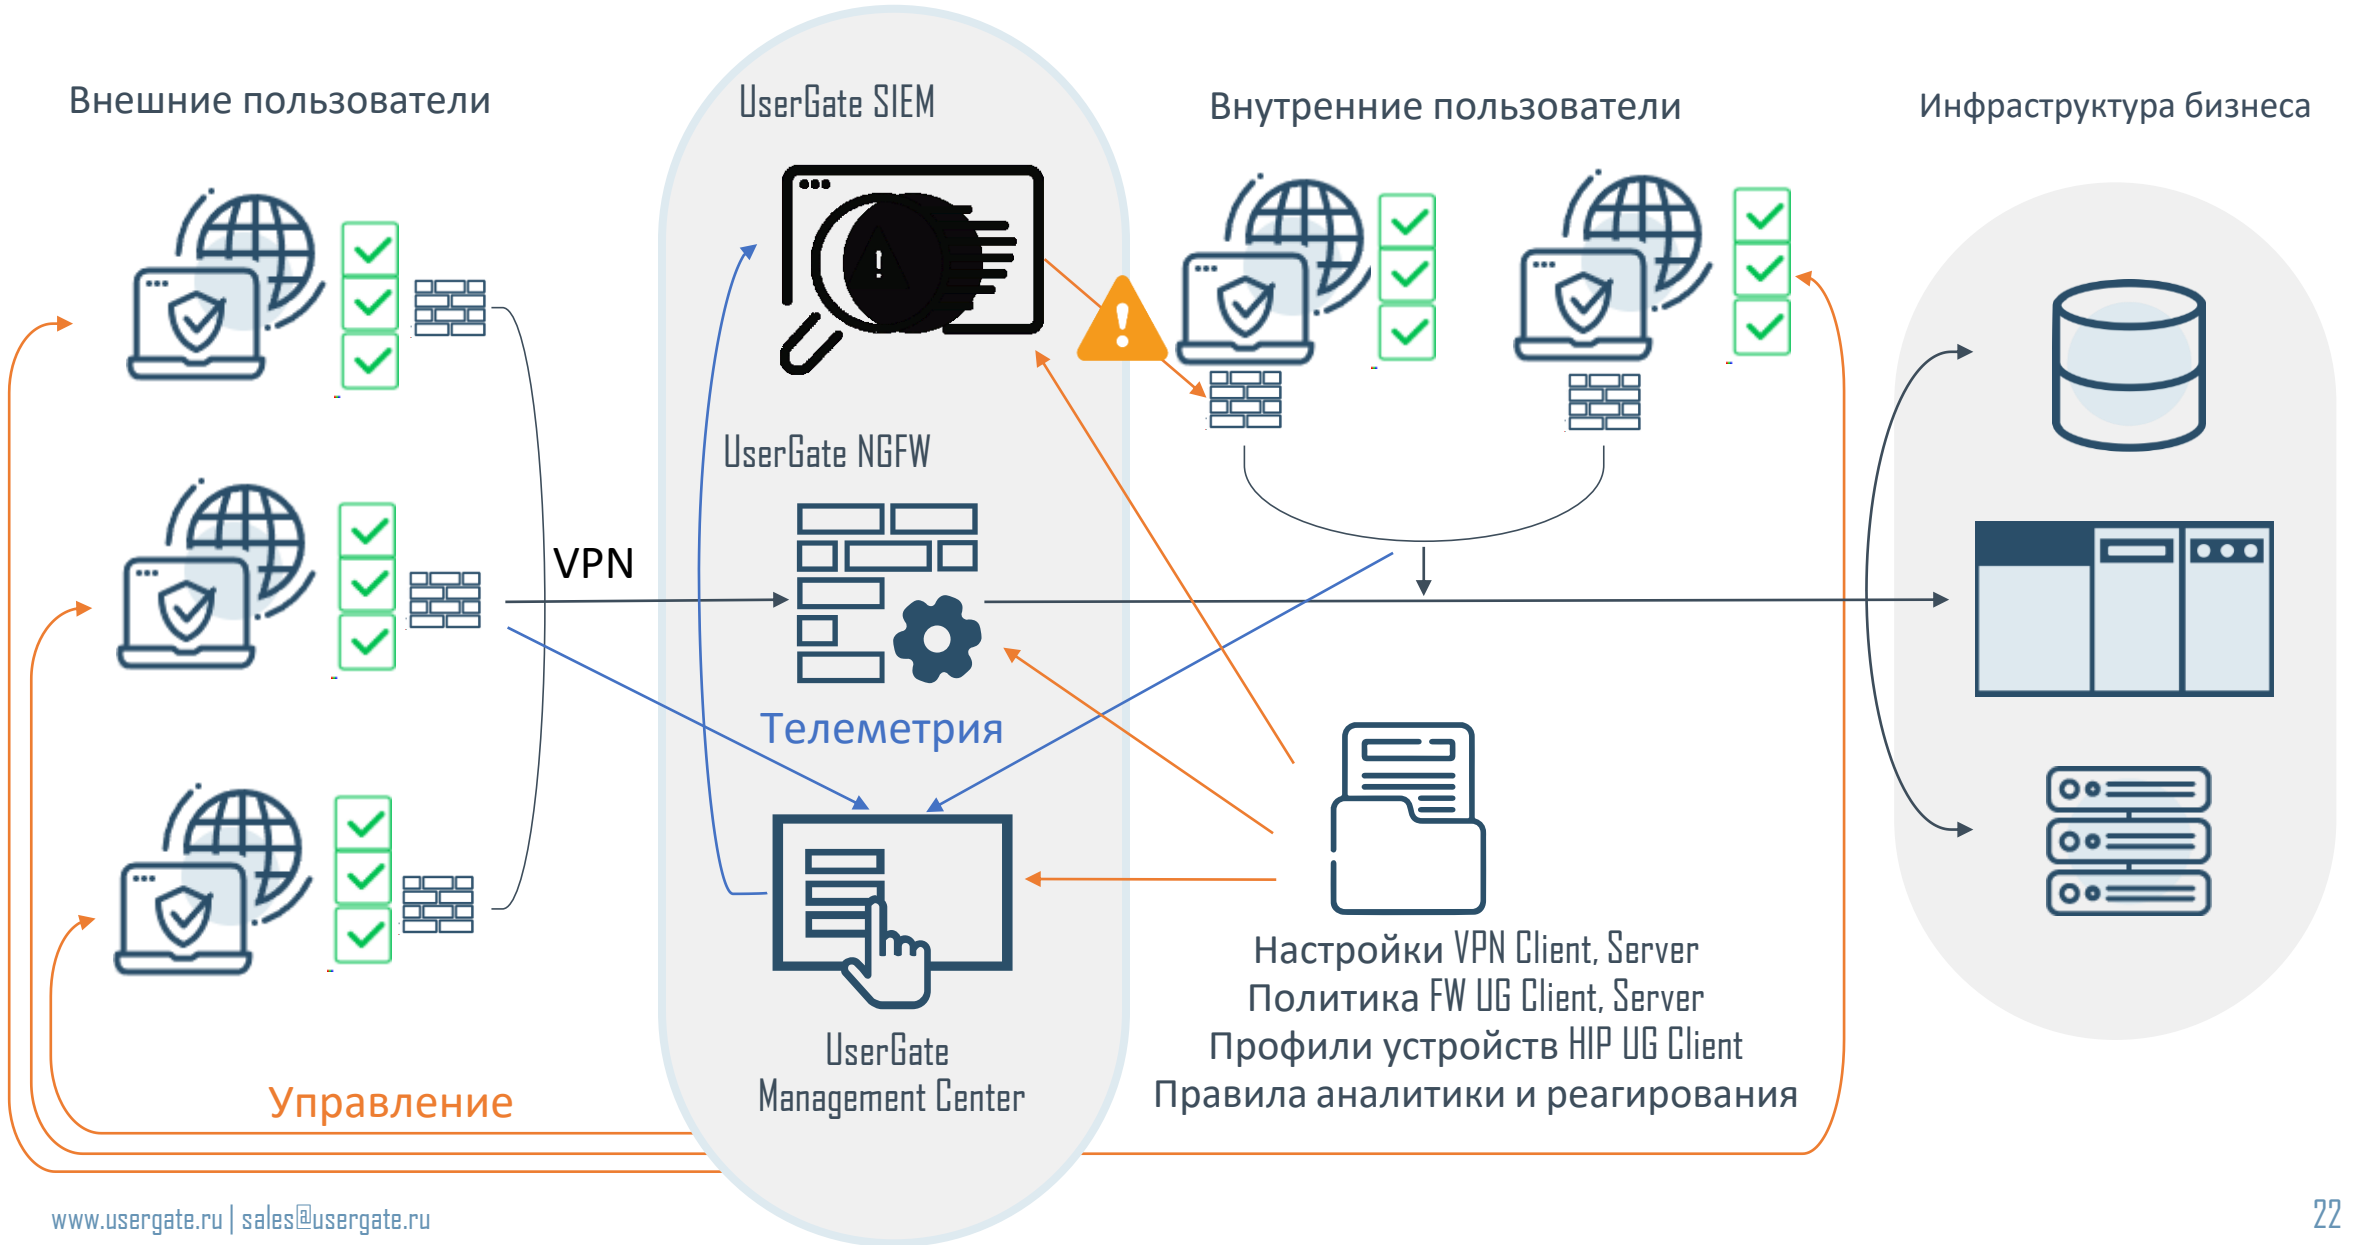 Внешние пользователи
UserGate SIEM
Внутренние пользователи
Инфраструктура бизнеса
UserGate NGFW
VPN
Телеметрия
UserGate
Management Center
Настройки VPN Client, Server
Политика FW UG Client, Server
Профили устройств HIP UG Client
Правила аналитики и реагирования
Управление
www.usergate.ru | sales@usergate.ru
22